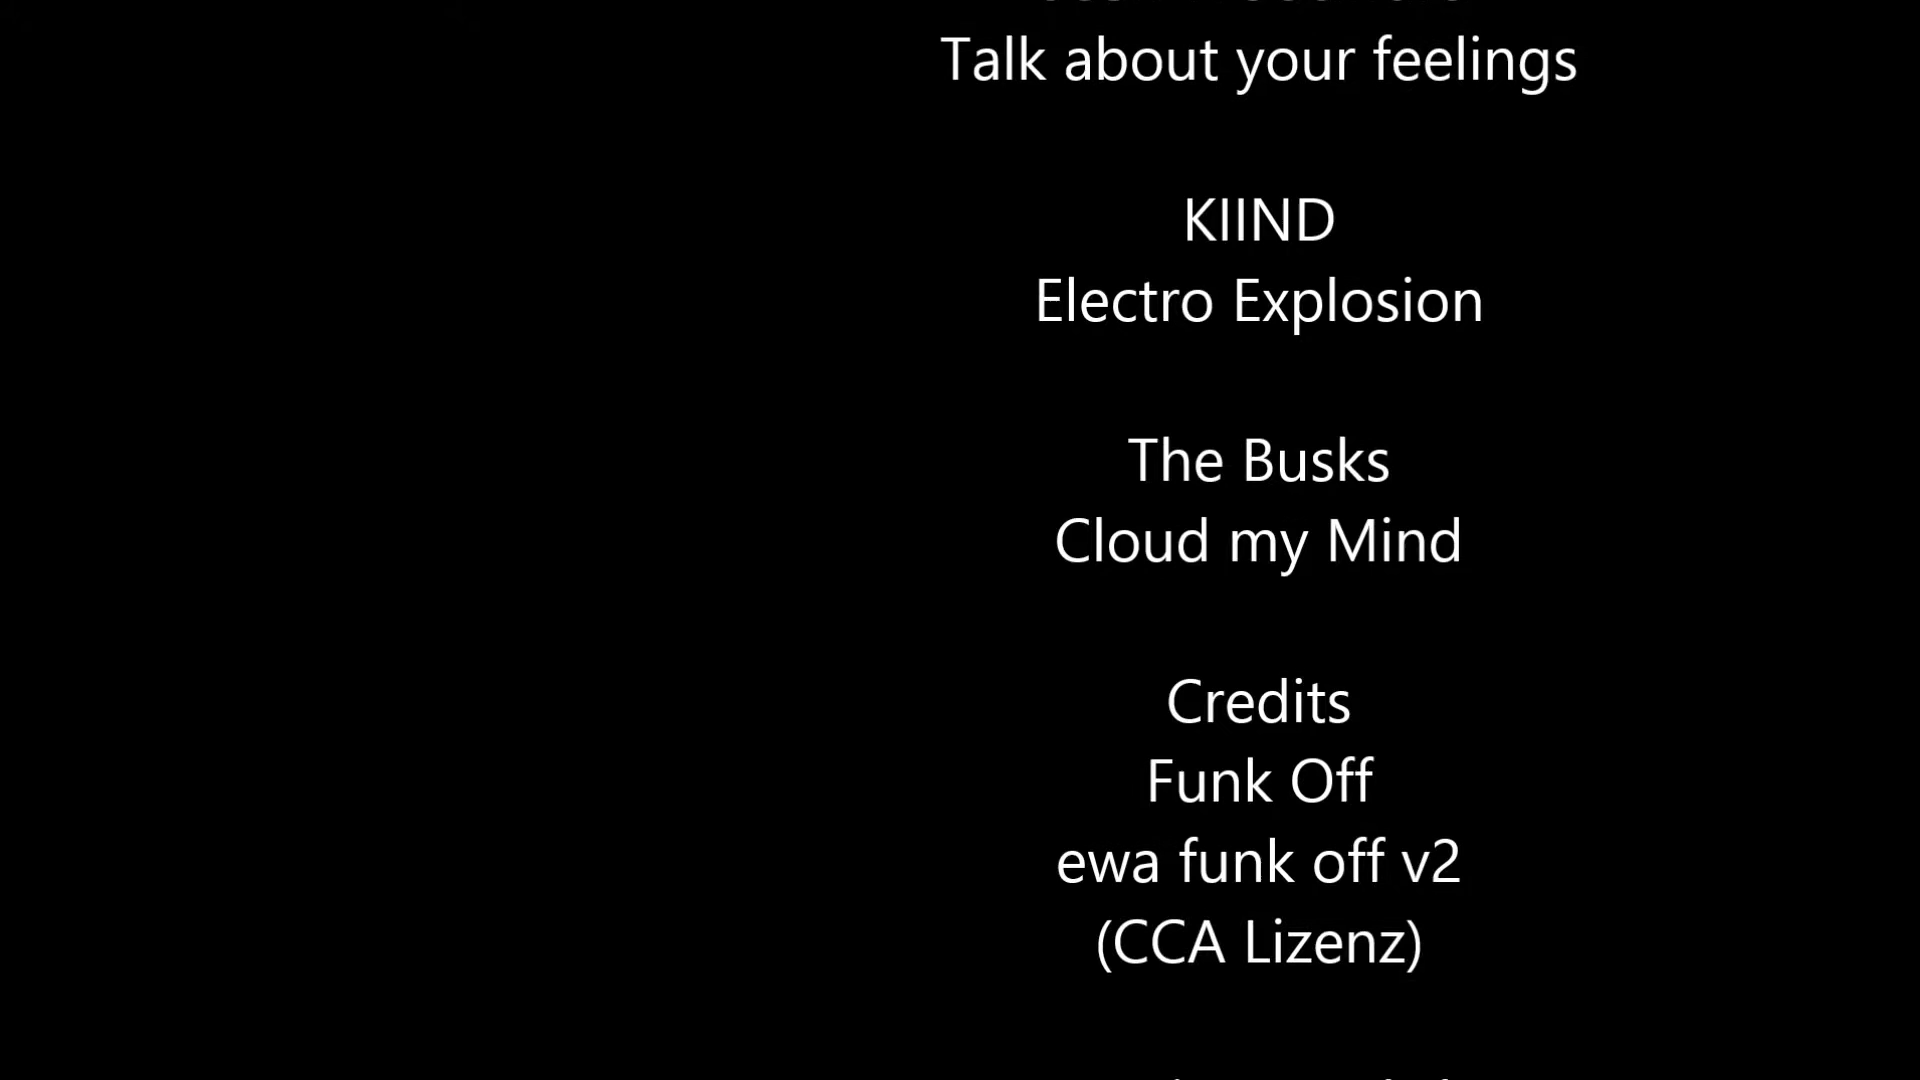 Talk about your feelings
KIIND
Electro Explosion
The Busks
Cloud my Mind
Credits
Funk Off
ewa funk off v2
(CCA Lizenz)